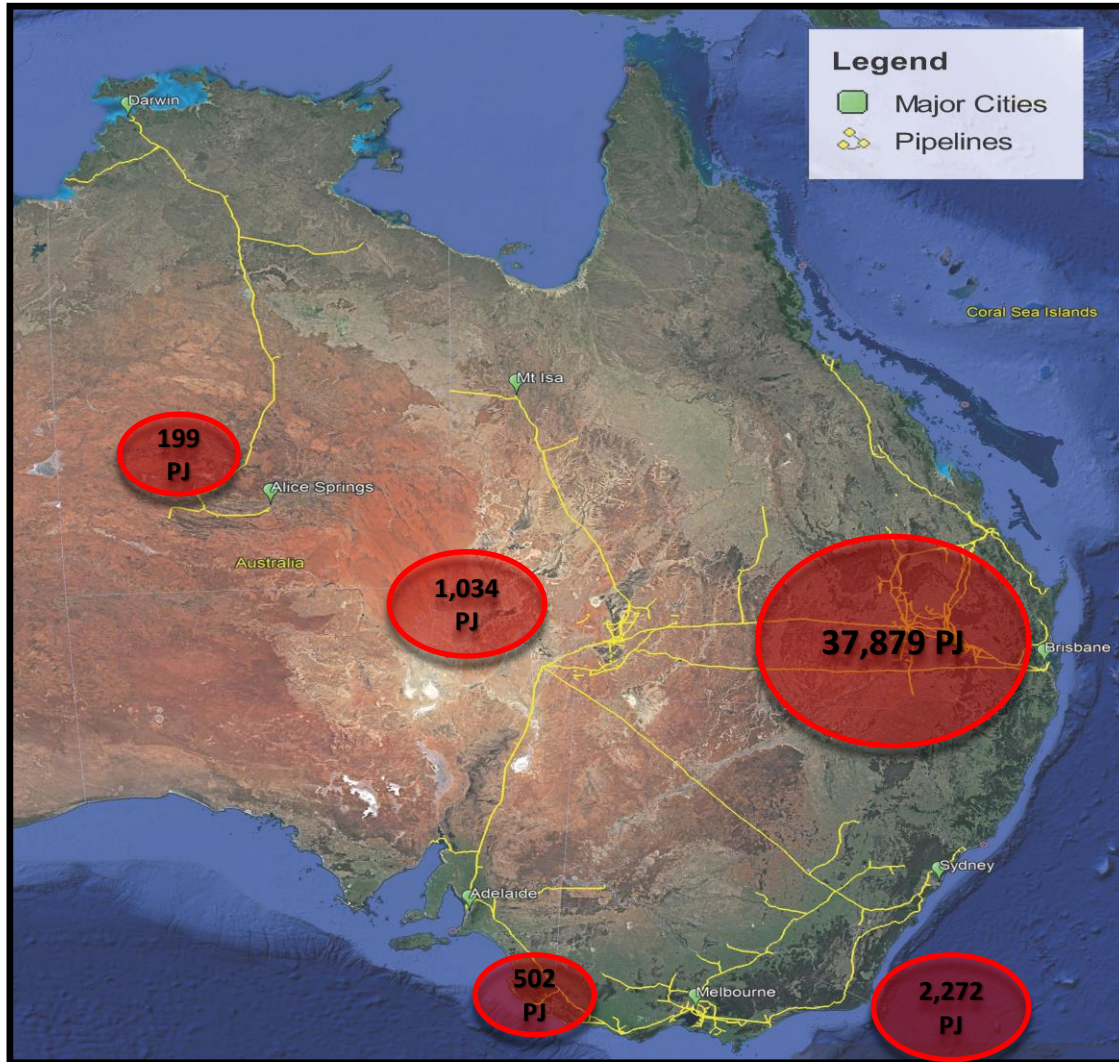 Legend
Major Cities
Pipelines
Darwin
Coral Sea Islands
Mt Isa
199
PJ
Alice Springs
Australia
1,034
PJ
37,879 PJ
Brisbane
Sydney
Adelaide
502
PJ
Melbourne
2,272
PJ